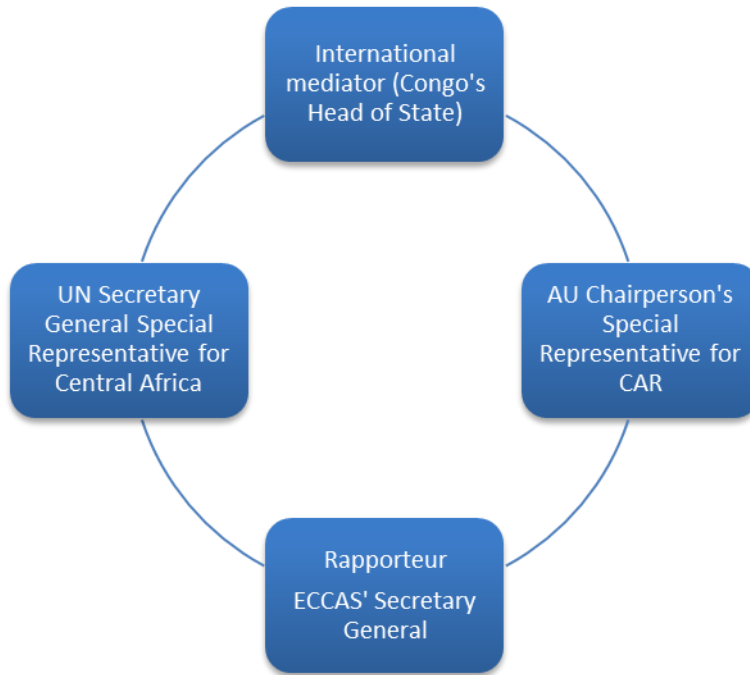 International
mediator (Congo's
Head of State)
UN Secretary
General Special
Representative for
Central Africa
AU Chairperson's
Special
Representative for
CAR
Rapporteur
ECCAS' Secretary
General